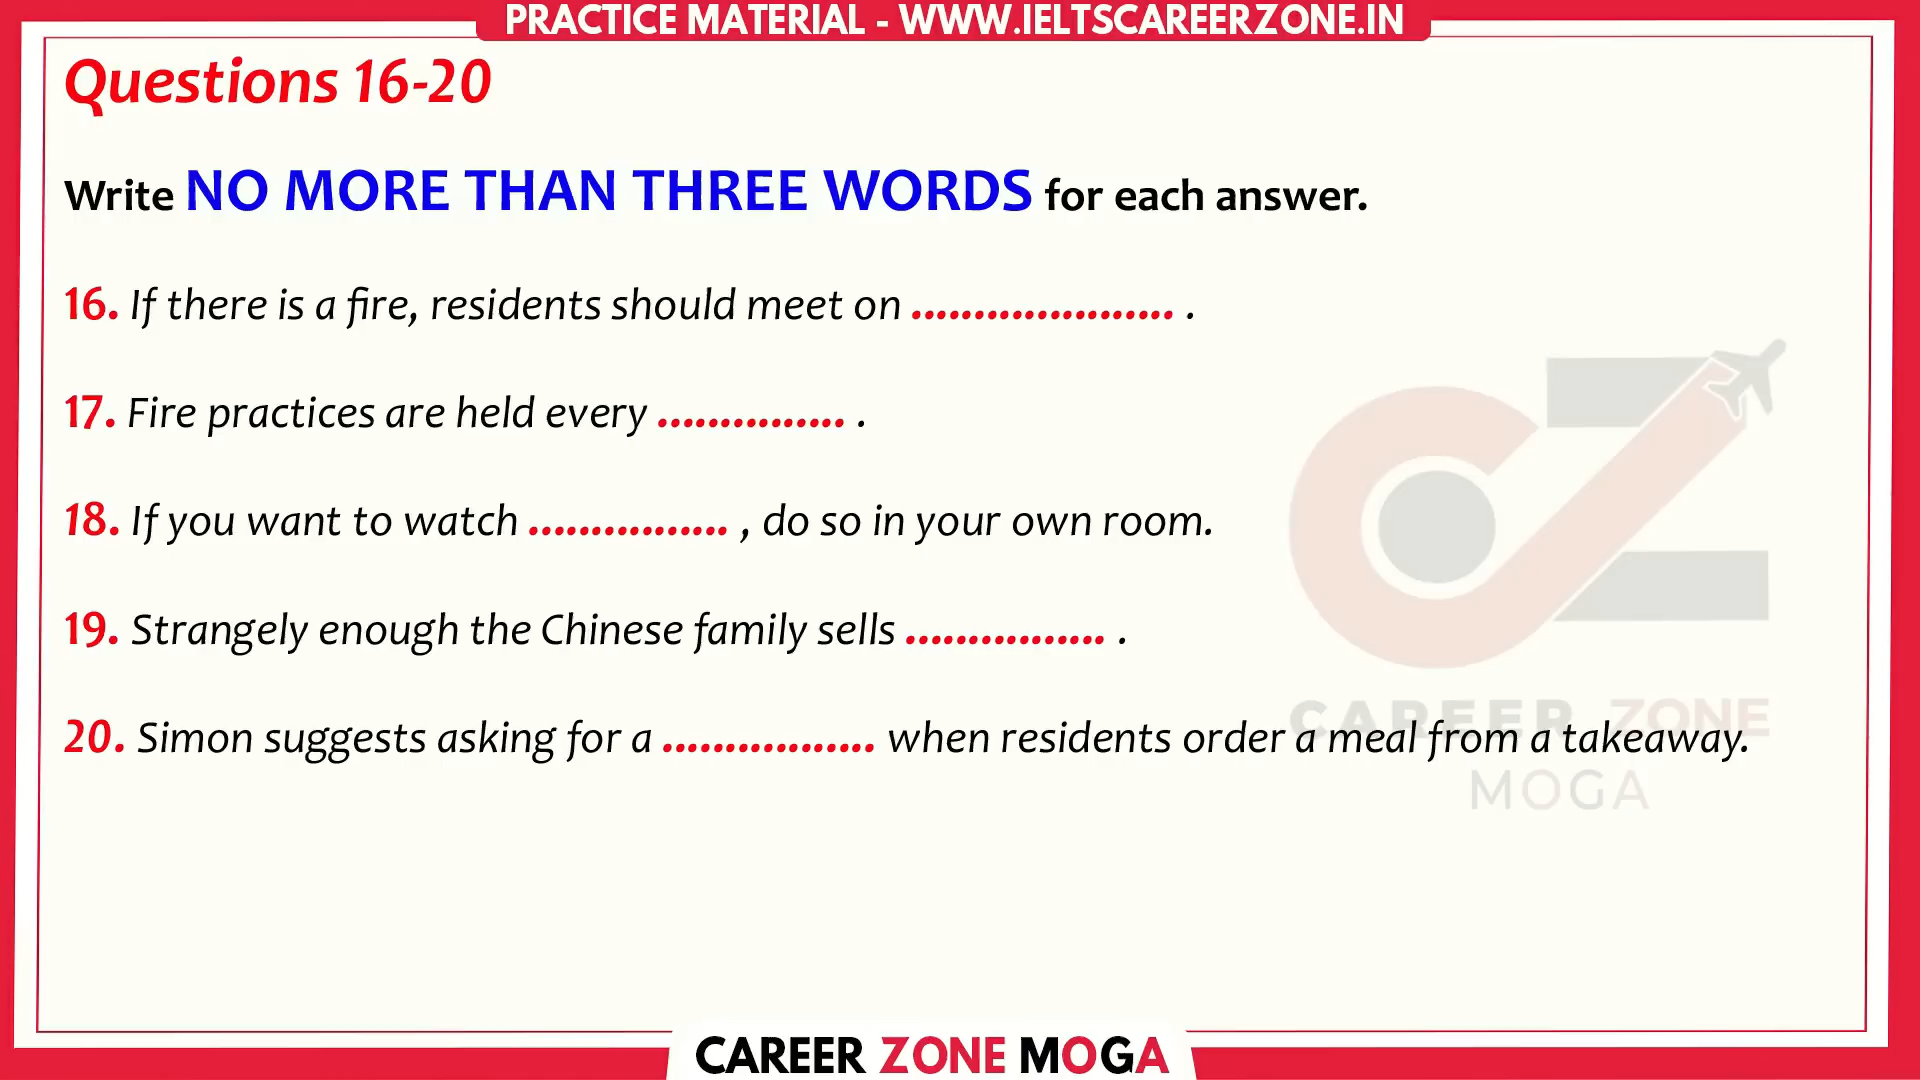 PRACTICE MATERIAL - WWW.IELTSCAREERZONE.IN
Questions 16-20
Write NO MORE THAN THREE WORDS for each answer.
16. If there is a fire, residents should meet on ..................... .
17. Fire practices are held every ............... .
18. If you want to watch ................ , do so in your own room.
19. Strangely enough the Chinese family sells ................ .
20. Simon suggests asking for a ................. when residents order a meal from a takeaway.
CAREER ZONE
MOGA
CAREER ZONE MOGA